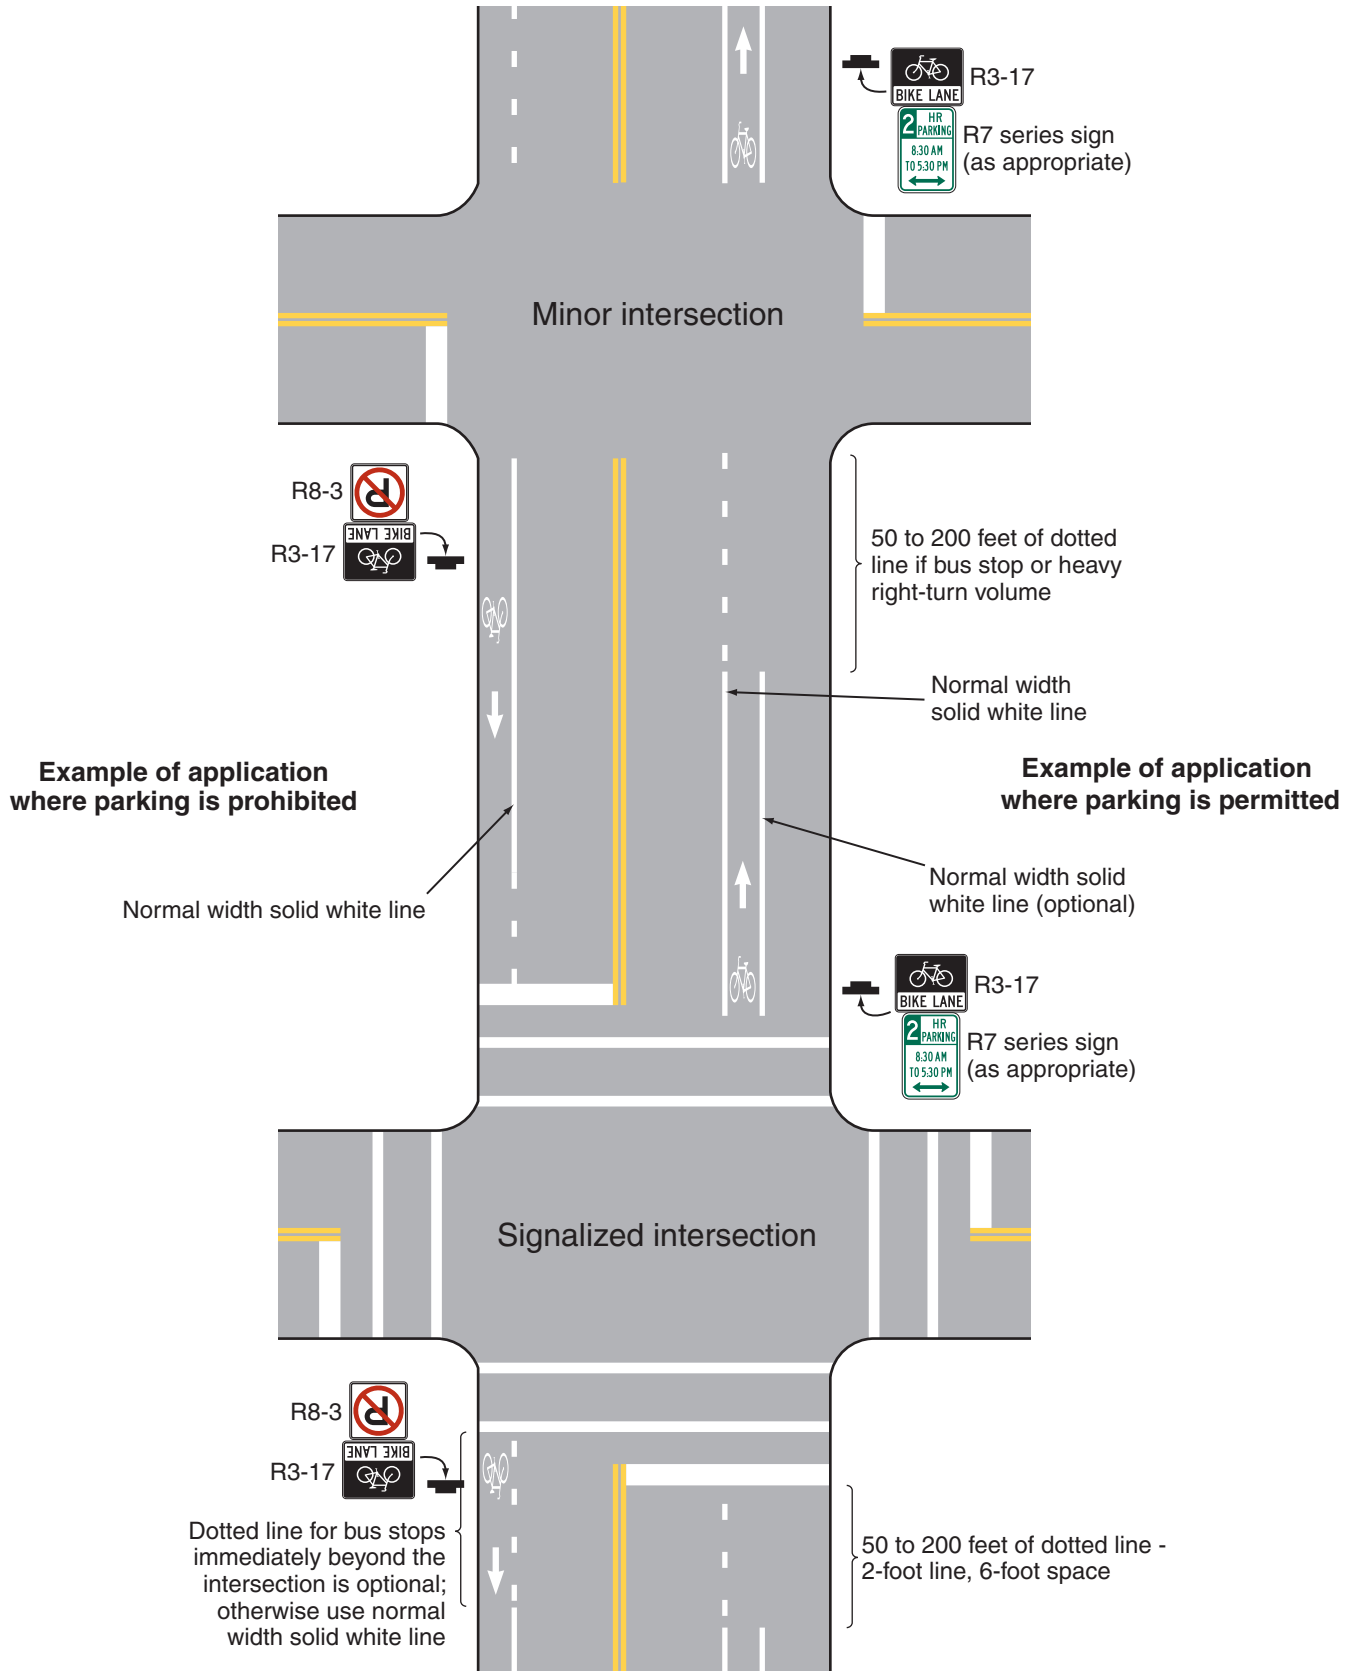 R3-17
BIKE LANE
2 HR
PARKING
8:30 AM
TO 5:30 PM
R7 series sign
(as appropriate)
Minor intersection
R8-3
P
R3-17
BIKE LANE
50 to 200 feet of dotted
line if bus stop or heavy
right-turn volume
Normal width
solid white line
Example of application
where parking is prohibited
Example of application
where parking is permitted
Normal width solid white line
Normal width solid
white line (optional)
R3-17
BIKE LANE
2 HR
PARKING
8:30 AM
TO 5:30 PM
R7 series sign
(as appropriate)
Signalized intersection
R8-3
P
R3-17
BIKE LANE
Dotted line for bus stops
immediately beyond the
intersection is optional;
otherwise use normal
width solid white line
50 to 200 feet of dotted line -
2-foot line, 6-foot space